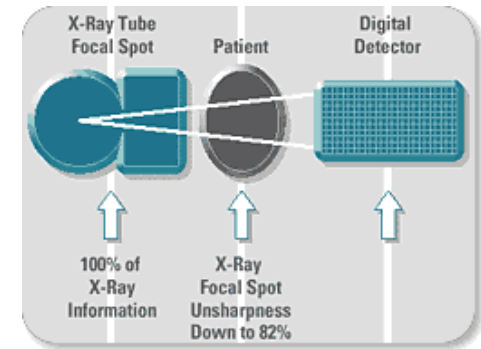 X-Ray Tube
Focal Spot
Patient
Digital
Detector
100% of
X-Ray
Information
X-Ray
Focal Spot
Unsharpness
Down to 82%